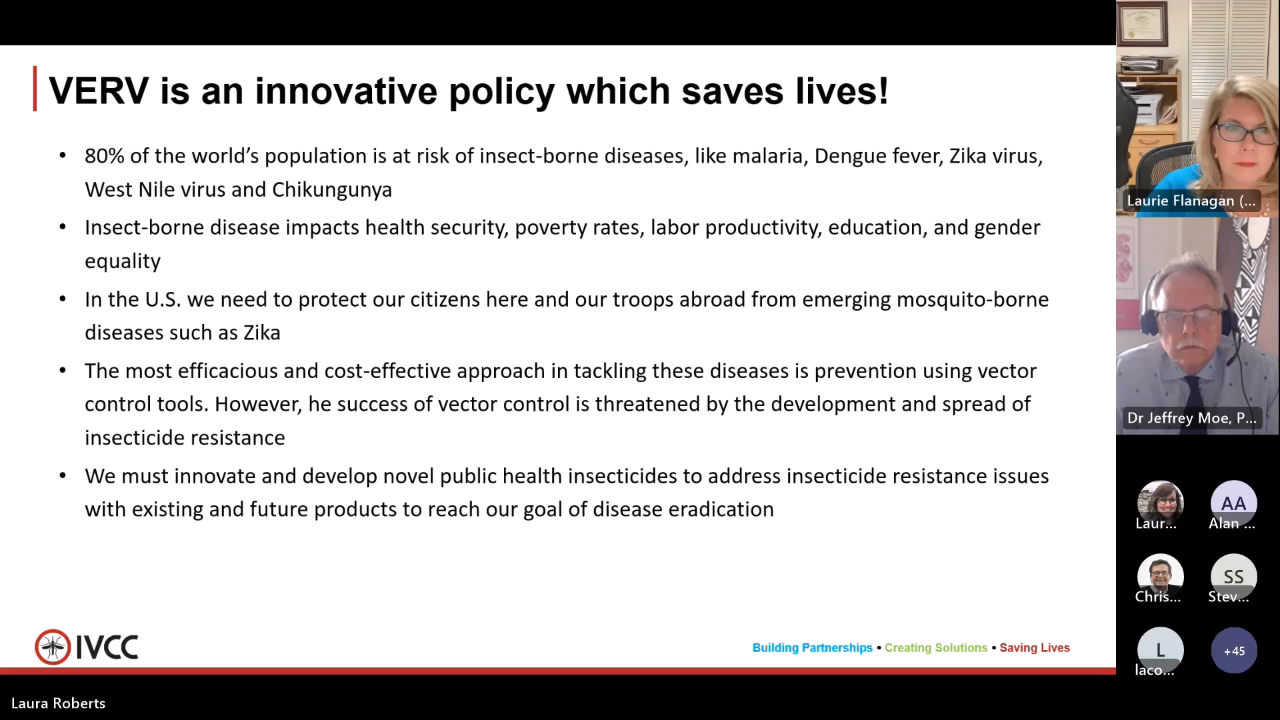 VERV is an innovative policy which saves lives!
• 80% of the world’s population is at risk of insect-borne diseases, like malaria, Dengue fever, Zika virus,
West Nile virus and Chikungunya
• Insect-borne disease impacts health security, poverty rates, labor productivity, education, and gender
equality
• In the U.S. we need to protect our citizens here and our troops abroad from emerging mosquito-borne
diseases such as Zika
• The most efficacious and cost-effective approach in tackling these diseases is prevention using vector
control tools. However, he success of vector control is threatened by the development and spread of
insecticide resistance
• We must innovate and develop novel public health insecticides to address insecticide resistance issues
with existing and future products to reach our goal of disease eradication
IVCC
Building Partnerships • Creating Solutions • Saving Lives
Laura Roberts
Laurie Flanagan (...
Dr Jeffrey Moe, P...
Laur...
AA
Alan ...
Chris...
SS
Stev...
L
Iaco...
+45